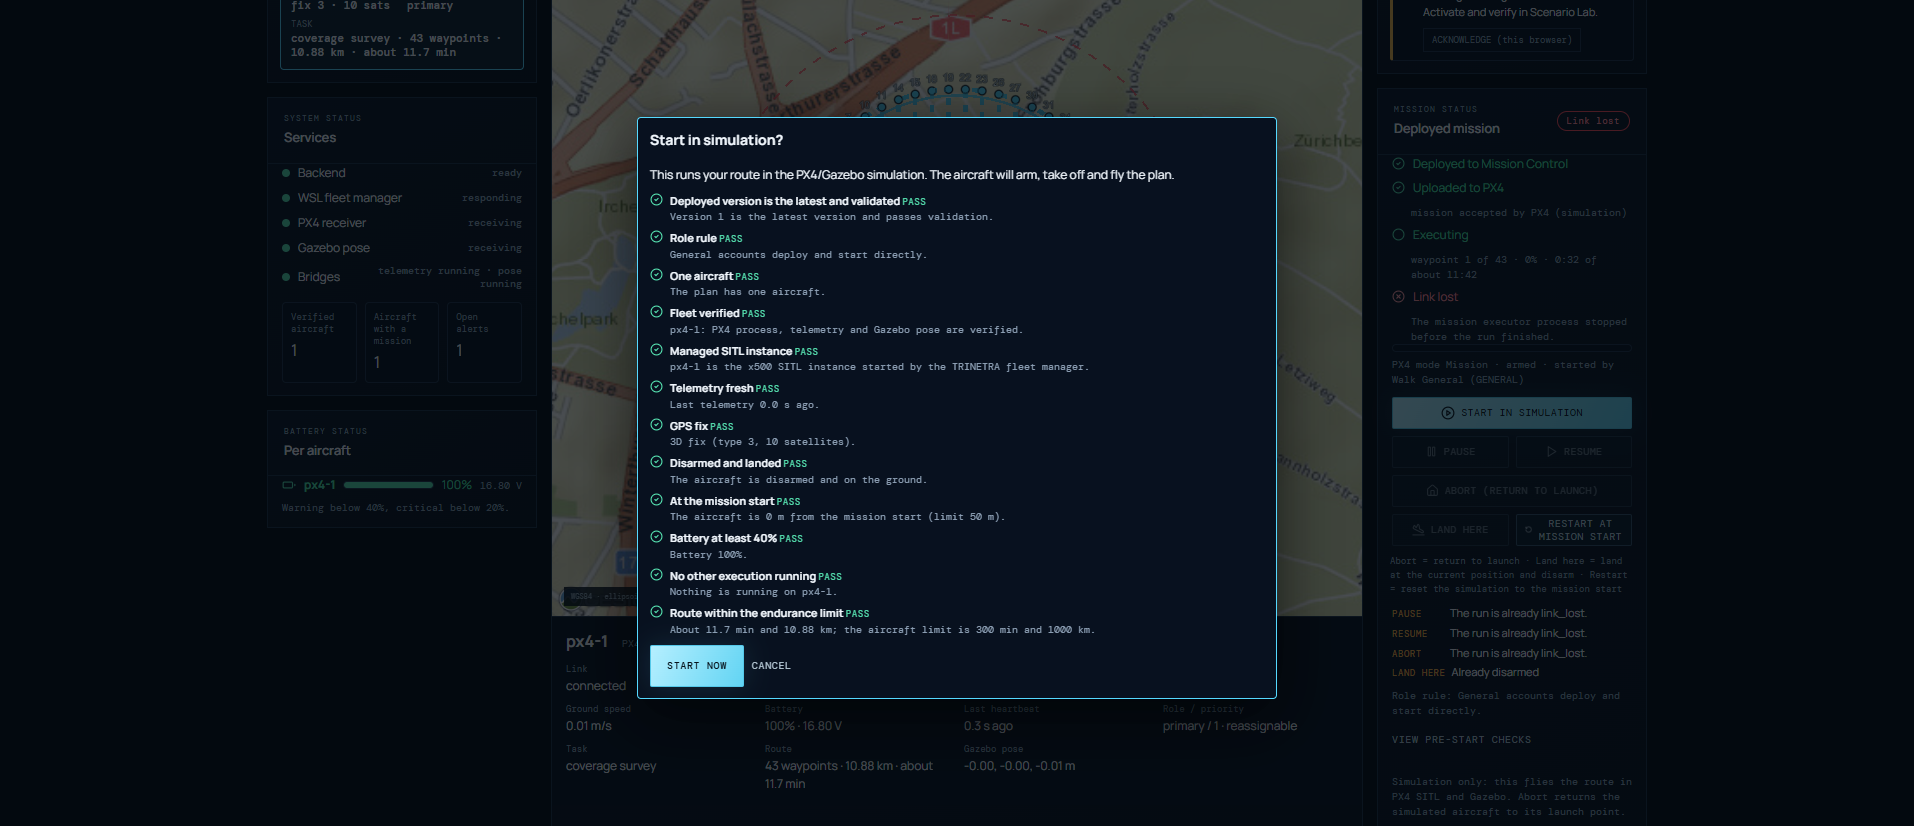 fix 3 · 10 sats primary
TASK
coverage survey · 43 waypoints ·
10.88 km · about 11.7 min
SYSTEM STATUS
Services
Backend ready
WSL fleet manager responding
PX4 receiver receiving
Gazebo pose receiving
Bridges telemetry running · pose
running
Verified
aircraft
1
Aircraft
with a
mission
1
Open
alerts
1
BATTERY STATUS
Per aircraft
px4-1 100% 16.80 V
Warning below 40%, critical below 20%.
Oerlikonerstra
Schaffhaus
1L
erholzstrasse
Zürichbe
Irche
chelpark
strasse
Letziweg
17
Start in simulation?
This runs your route in the PX4/Gazebo simulation. The aircraft will arm, take off and fly the plan.
Deployed version is the latest and validated PASS
Version 1 is the latest version and passes validation.
Role rule PASS
General accounts deploy and start directly.
One aircraft PASS
The plan has one aircraft.
Fleet verified PASS
px4-1: PX4 process, telemetry and Gazebo pose are verified.
Managed SITL instance PASS
px4-1 is the x500 SITL instance started by the TRINETRA fleet manager.
Telemetry fresh PASS
Last telemetry 0.0 s ago.
GPS fix PASS
3D fix (type 3, 10 satellites).
Disarmed and landed PASS
The aircraft is disarmed and on the ground.
At the mission start PASS
The aircraft is 0 m from the mission start (limit 50 m).
Battery at least 40% PASS
Battery 100%.
No other execution running PASS
Nothing is running on px4-1.
Route within the endurance limit PASS
About 11.7 min and 10.88 km; the aircraft limit is 300 min and 1000 km.
START NOW CANCEL
px4-1
Link
connected
Ground speed
0.01 m/s
Battery
100% · 16.80 V
Last heartbeat
0.3 s ago
Role / priority
primary / 1 · reassignable
Task
coverage survey
Route
43 waypoints · 10.88 km · about
11.7 min
Gazebo pose
-0.00, -0.00, -0.01 m
Activate and verify in Scenario Lab.
ACKNOWLEDGE (this browser)
MISSION STATUS
Deployed mission
Link lost
Deployed to Mission Control
Uploaded to PX4
mission accepted by PX4 (simulation)
Executing
waypoint 1 of 43 · 0% · 0:32 of
about 11:42
Link lost
The mission executor process stopped
before the run finished.
PX4 mode Mission · armed · started by
Walk General (GENERAL)
START IN SIMULATION
PAUSE RESUME
ABORT (RETURN TO LAUNCH)
LAND HERE
RESTART AT
MISSION START
Abort = return to launch · Land here = land
at the current position and disarm · Restart
= reset the simulation to the mission start
PAUSE The run is already link_lost.
RESUME The run is already link_lost.
ABORT The run is already link_lost.
LAND HERE Already disarmed
Role rule: General accounts deploy and
start directly.
VIEW PRE-START CHECKS
Simulation only: this flies the route in
PX4 SITL and Gazebo. Abort returns the
simulated aircraft to its launch point.